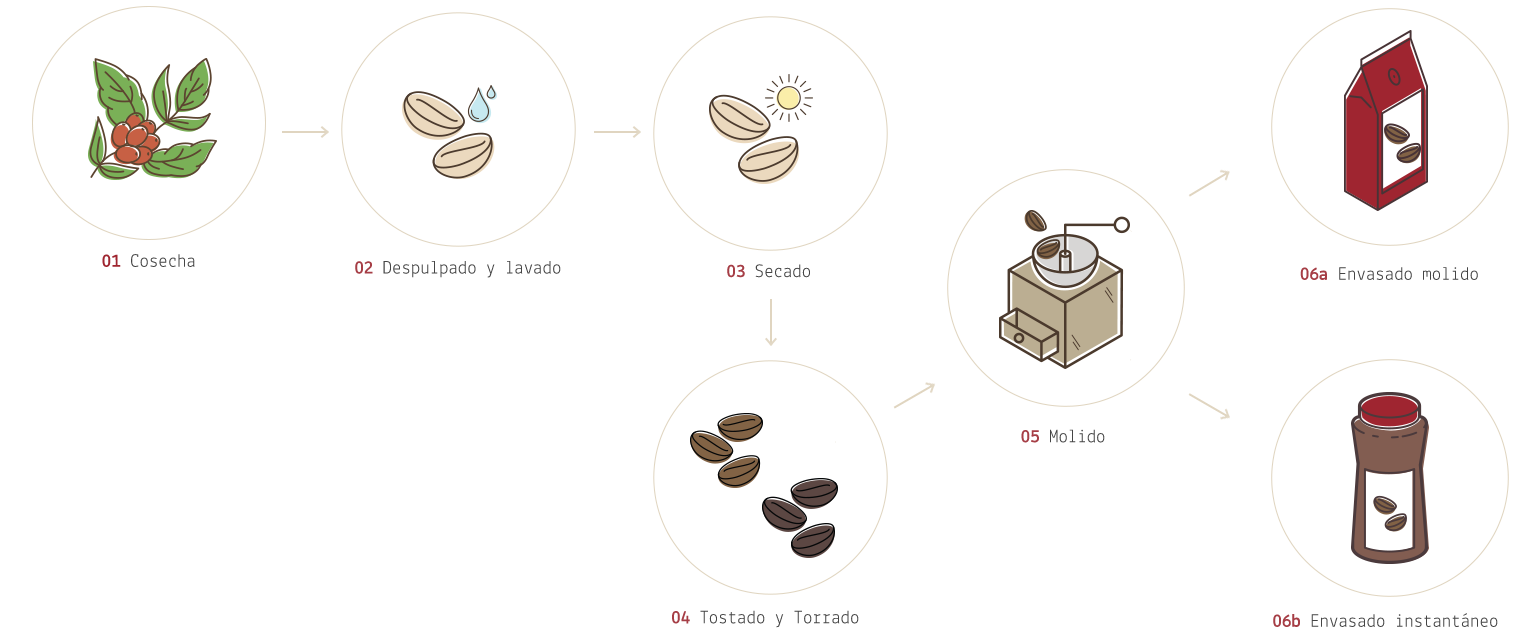 01 Cosecha
02 Despulpado y lavado
03 Secado
04 Tostado y Torrado
05 Molido
06a Envasado molido
06b Envasado instantáneo